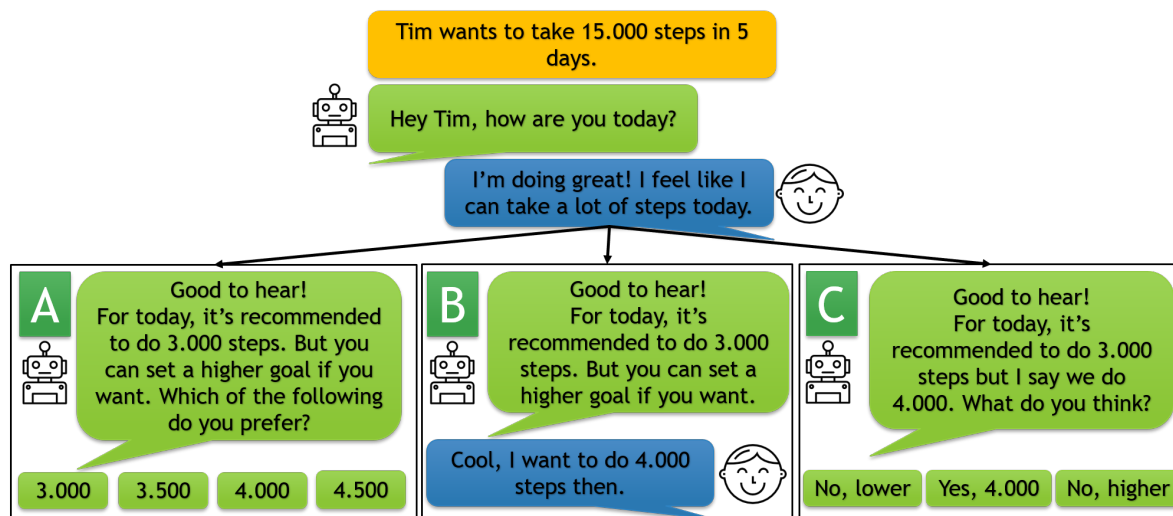 Tim wants to take 15.000 steps in 5
days.
Hey Tim, how are you today?
I'm doing great! I feel like I
can take a lot of steps today.
A
Good to hear!
For today, it's recommended
to do 3.000 steps. But you
can set a higher goal if you
want. Which of the following
do you prefer?
3.000
3.500
4.000
4.500
B
Good to hear!
For today, it's
recommended to do 3.000
steps. But you can set a
higher goal if you want.
Cool, I want to do 4.000
steps then.
C
Good to hear!
For today, it's
recommended to do 3.000
steps but I say we do
4.000. What do you think?
No, lower
Yes, 4.000
No, higher